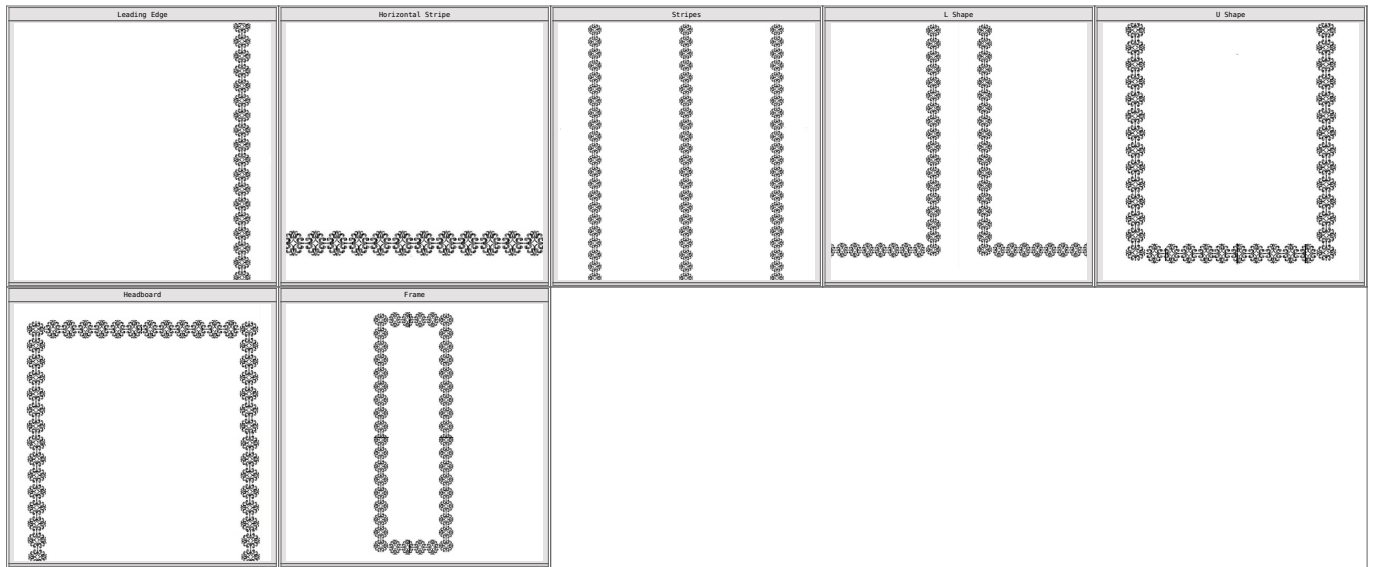 Leading Edge
Horizontal Stripe
Stripes
L Shape
U Shape
Headboard
Frame